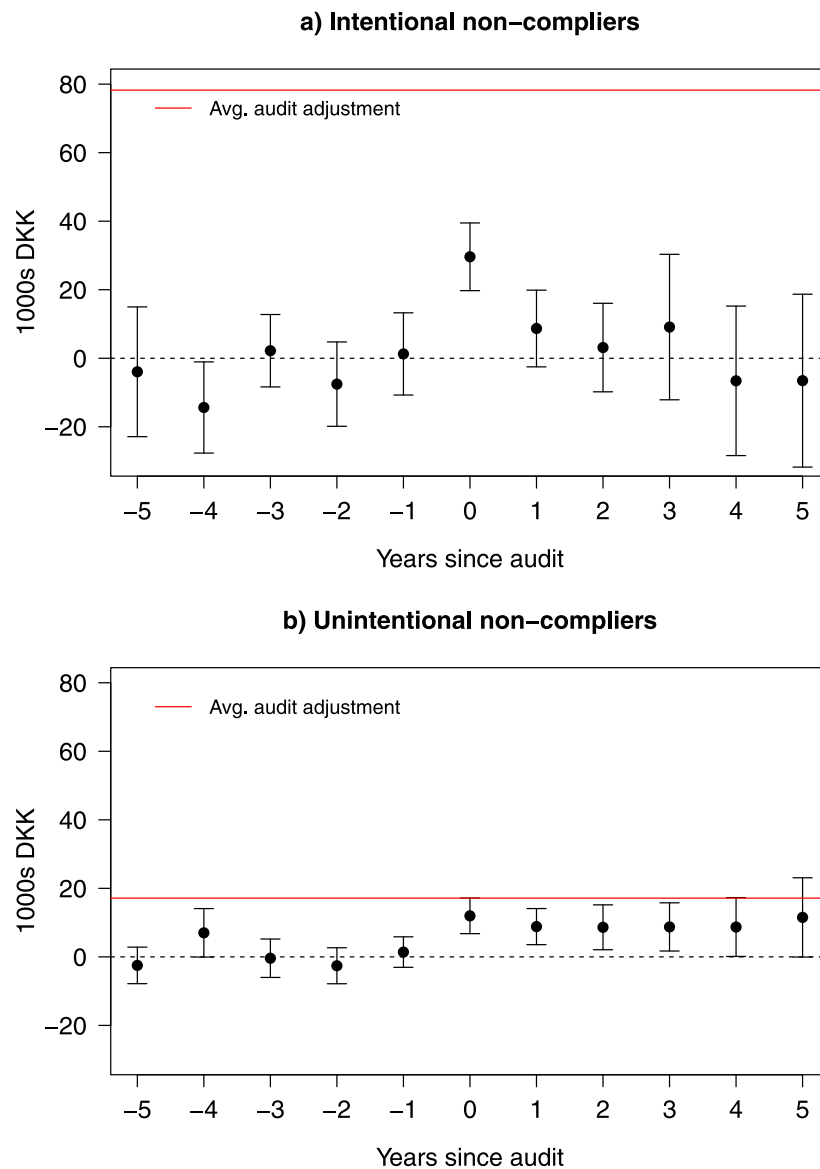 a) Intentional non−compliers
Avg. audit adjustment
1000s DKK
80
60
40
20
0
−20
−5 −4 −3 −2 −1 0 1 2 3 4 5
Years since audit
b) Unintentional non−compliers
Avg. audit adjustment
1000s DKK
80
60
40
20
0
−20
−5 −4 −3 −2 −1 0 1 2 3 4 5
Years since audit